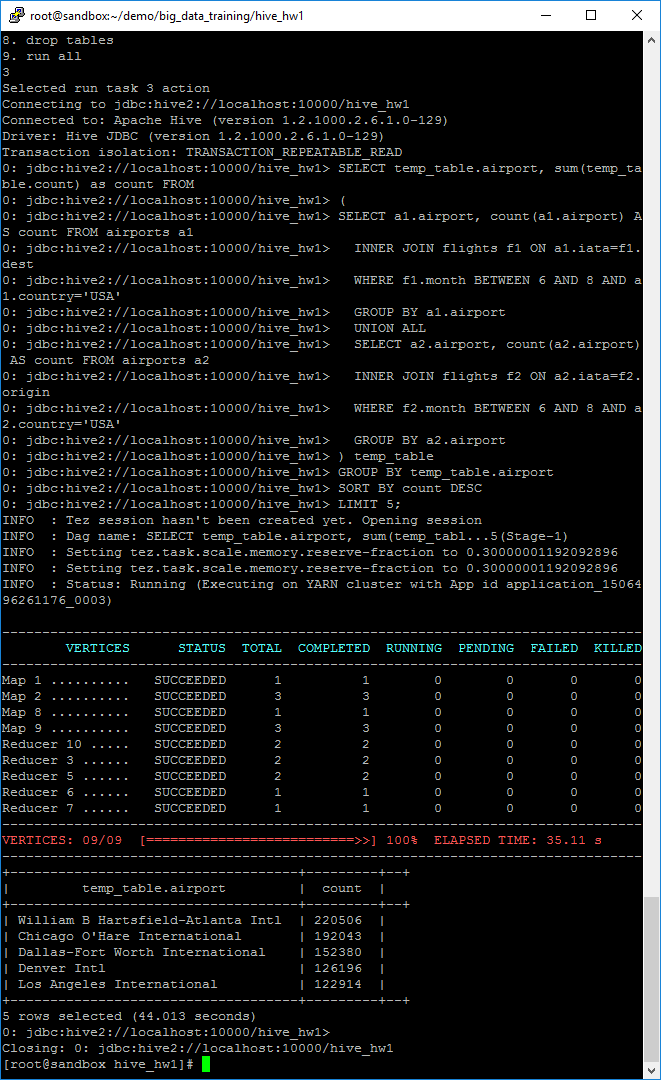 root@sandbox:~/demo/big_data_training/hive_hw1
8. drop tables
9. run all
3
Selected run task 3 action
Connecting to jdbc:hive2://localhost:10000/hive_hw1
Connected to: Apache Hive (version 1.2.1000.2.6.1.0-129)
Driver: Hive JDBC (version 1.2.1000.2.6.1.0-129)
Transaction isolation: TRANSACTION_REPEATABLE_READ
0: jdbc:hive2://localhost:10000/hive_hw1> SELECT temp_table.airport, sum(temp_ta
ble.count) as count FROM
0: jdbc:hive2://localhost:10000/hive_hw1> (
0: jdbc:hive2://localhost:10000/hive_hw1> SELECT a1.airport, count(a1.airport) A
S count FROM airports a1
0: jdbc:hive2://localhost:10000/hive_hw1>   INNER JOIN flights f1 ON a1.iata=f1.
dest
0: jdbc:hive2://localhost:10000/hive_hw1>   WHERE f1.month BETWEEN 6 AND 8 AND a
1.country='USA'
0: jdbc:hive2://localhost:10000/hive_hw1>   GROUP BY a1.airport
0: jdbc:hive2://localhost:10000/hive_hw1>   UNION ALL
0: jdbc:hive2://localhost:10000/hive_hw1>   SELECT a2.airport, count(a2.airport)
 AS count FROM airports a2
0: jdbc:hive2://localhost:10000/hive_hw1>   INNER JOIN flights f2 ON a2.iata=f2.
origin
0: jdbc:hive2://localhost:10000/hive_hw1>   WHERE f2.month BETWEEN 6 AND 8 AND a
2.country='USA'
0: jdbc:hive2://localhost:10000/hive_hw1>   GROUP BY a2.airport
0: jdbc:hive2://localhost:10000/hive_hw1> ) temp_table
0: jdbc:hive2://localhost:10000/hive_hw1> GROUP BY temp_table.airport
0: jdbc:hive2://localhost:10000/hive_hw1> SORT BY count DESC
0: jdbc:hive2://localhost:10000/hive_hw1> LIMIT 5;
INFO  : Tez session hasn't been created yet. Opening session
INFO  : Dag name: SELECT temp_table.airport, sum(temp_tabl...5(Stage-1)
INFO  : Setting tez.task.scale.memory.reserve-fraction to 0.30000001192092896
INFO  : Setting tez.task.scale.memory.reserve-fraction to 0.30000001192092896
INFO  : Status: Running (Executing on YARN cluster with App id application_15064
96261176_0003)
--------------------------------------------------------------------------------
        VERTICES      STATUS  TOTAL  COMPLETED  RUNNING  PENDING  FAILED  KILLED
--------------------------------------------------------------------------------
Map 1 ..........   SUCCEEDED      1          1        0        0       0       0
Map 2 ..........   SUCCEEDED      3          3        0        0       0       0
Map 8 ..........   SUCCEEDED      1          1        0        0       0       0
Map 9 ..........   SUCCEEDED      3          3        0        0       0       0
Reducer 10 .....   SUCCEEDED      2          2        0        0       0       0
Reducer 3 ......   SUCCEEDED      2          2        0        0       0       0
Reducer 5 ......   SUCCEEDED      2          2        0        0       0       0
Reducer 6 ......   SUCCEEDED      1          1        0        0       0       0
Reducer 7 ......   SUCCEEDED      1          1        0        0       0       0
--------------------------------------------------------------------------------
VERTICES: 09/09  [==========================>>] 100%  ELAPSED TIME: 35.11 s
--------------------------------------------------------------------------------
+------------------------------------+---------+--+
|         temp_table.airport         |  count  |
+------------------------------------+---------+--+
| William B Hartsfield-Atlanta Intl  | 220506  |
| Chicago O'Hare International       | 192043  |
| Dallas-Fort Worth International    | 152380  |
| Denver Intl                        | 126196  |
| Los Angeles International          | 122914  |
+------------------------------------+---------+--+
5 rows selected (44.013 seconds)
0: jdbc:hive2://localhost:10000/hive_hw1>
Closing: 0: jdbc:hive2://localhost:10000/hive_hw1
[root@sandbox hive_hw1]#